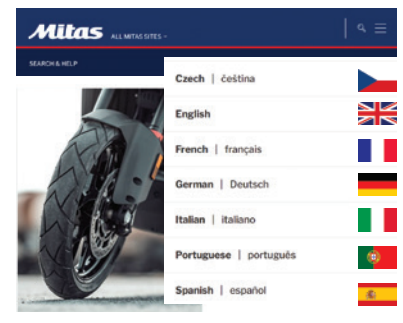 Mitas ALL MITAS SITES
SEARCH & HELP
Czech | čeština
English
French | français
German | Deutsch
Italian | italiano
Portuguese | português
Spanish | español